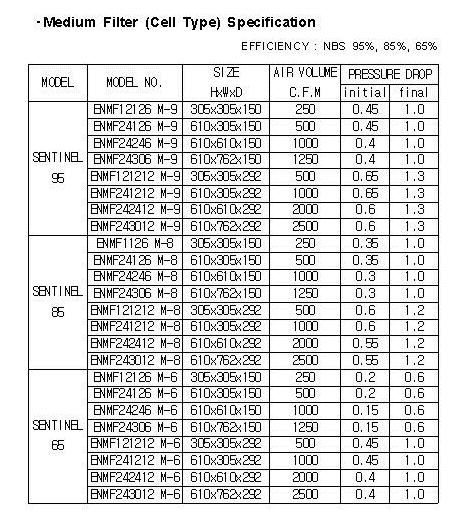 ·Medium Filter (Cell Type) Specification
EFFICIENCY : NBS 95%, 85%, 65%
MODEL MODEL NO. SIZE HxWxD AIR VOLUME C.F.M PRESSURE DROP initial final
SENTINEL 95
ENMF12126 M-9 305x305x150 250 0.45 1.0
ENMF24126 M-9 610x305x150 500 0.45 1.0
ENMF24246 M-9 610x610x150 1000 0.4 1.0
ENMF24306 M-9 610x762x150 1250 0.4 1.0
ENMF121212 M-9 305x305x292 500 0.65 1.3
ENMF241212 M-9 610x305x292 1000 0.65 1.3
ENMF242412 M-9 610x610x292 2000 0.6 1.3
ENMF243012 M-9 610x762x292 2500 0.6 1.3
SENTINEL 85
ENMF1126 M-8 305x305x150 250 0.35 1.0
ENMF24126 M-8 610x305x150 500 0.35 1.0
ENMF24246 M-8 610x610x150 1000 0.3 1.0
ENMF24306 M-8 610x762x150 1250 0.3 1.0
ENMF121212 M-8 305x305x292 500 0.6 1.2
ENMF241212 M-8 610x305x292 1000 0.6 1.2
ENMF242412 M-8 610x610x292 2000 0.55 1.2
ENMF243012 M-8 610x762x292 2500 0.55 1.2
SENTINEL 65
ENMF12126 M-6 305x305x150 250 0.2 0.6
ENMF24126 M-6 610x305x150 500 0.2 0.6
ENMF24246 M-6 610x610x150 1000 0.15 0.6
ENMF24306 M-6 610x762x150 1250 0.15 0.6
ENMF121212 M-6 305x305x292 500 0.45 1.0
ENMF241212 M-6 610x305x292 1000 0.45 1.0
ENMF242412 M-6 610x610x292 2000 0.4 1.0
ENMF243012 M-6 610x762x292 2500 0.4 1.0